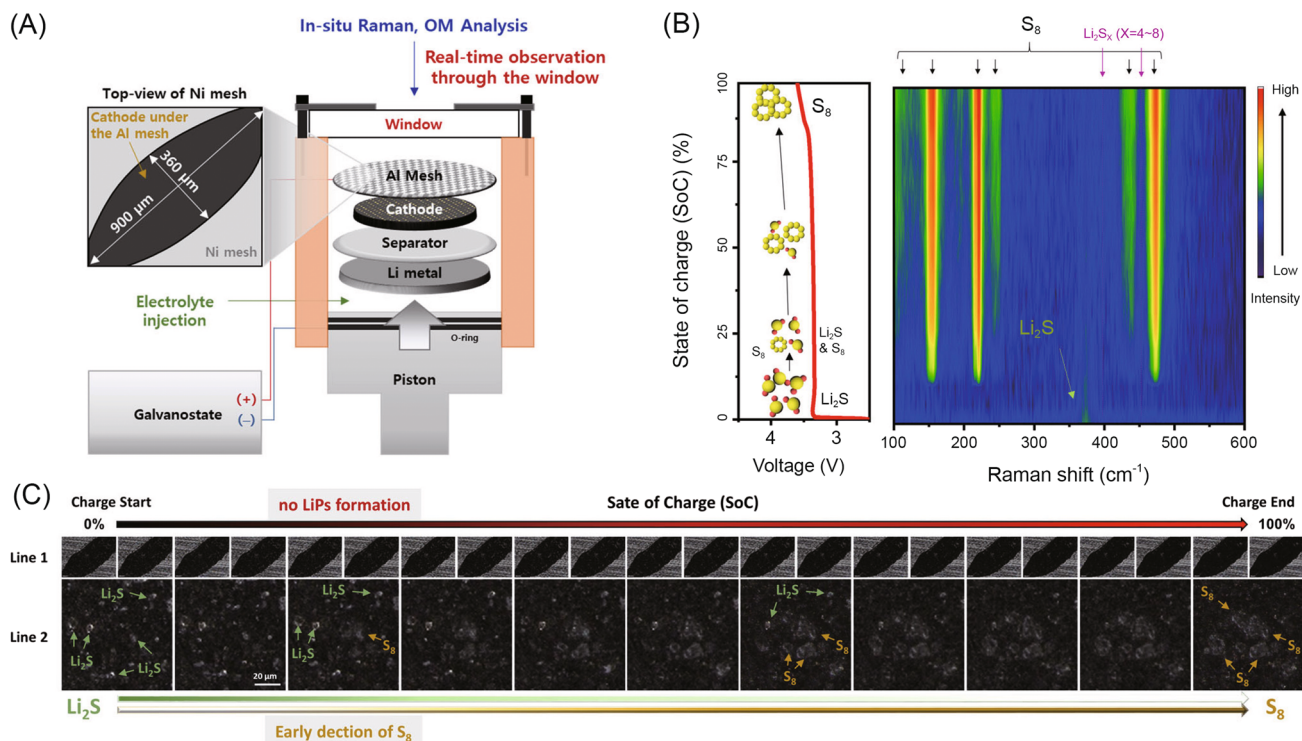 (A)
In-situ Raman, OM Analysis
Real-time observation
through the window
Top-view of Ni mesh
Cathode under
the Al mesh
360 μm
900 μm
Ni mesh
Window
Al Mesh
Cathode
Separator
Li metal
Electrolyte
injection
O-ring
Piston
Galvanostate
(+)
(−)
(B)
S₈
Li₂Sₓ (X=4~8)
State of charge (SoC) (%)
100
75
50
25
0
S₈
S₈
Li₂S
& S₈
Li₂S
4
3
Voltage (V)
Li₂S
100
200
300
400
500
600
Raman shift (cm⁻¹)
High
Low
Intensity
(C)
Charge Start
0%
no LiPs formation
Sate of Charge (SoC)
Charge End
100%
Line 1
Line 2
Li₂S
Li₂S
Li₂S
Li₂S
20 μm
Li₂S
Li₂S
S₈
Li₂S
S₈
S₈
S₈
S₈
S₈
Li₂S
S₈
Early dection of S₈